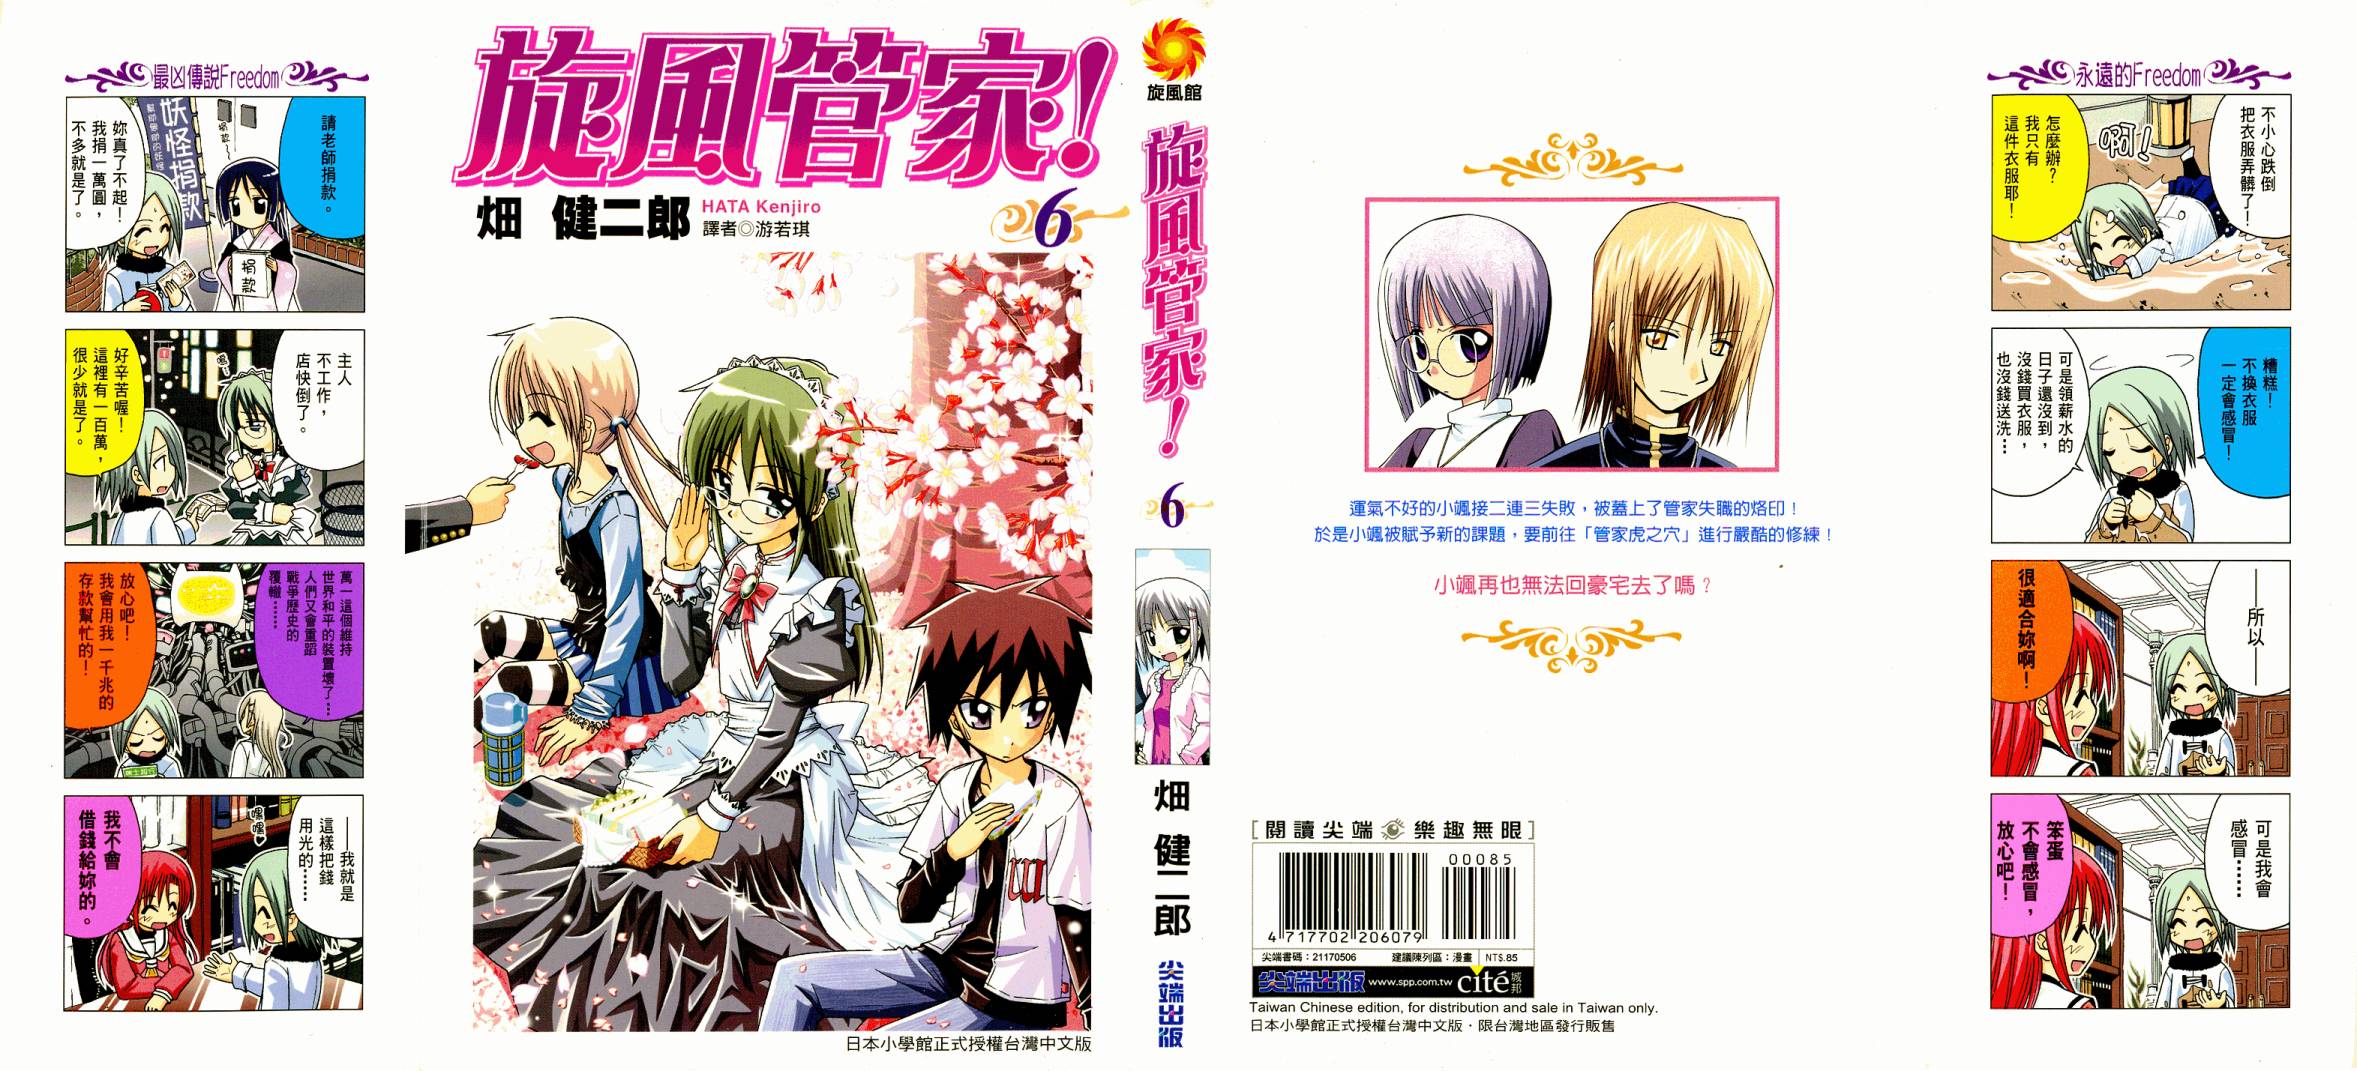 最凶傳說Freedom
請老師捐款。
捐款~
妖怪捐款
捐款
妳真了不起！
我捐一萬圓，
不多就是了。
主人
不工作，
店快倒了。
好辛苦喔！
這裡有一百萬，
很少就是了。
萬一這個維持
世界和平的裝置壞了…
人們又會重蹈
戰爭歷史的
覆轍……
放心吧！
我會用我一千兆的
存款幫忙的！
——我就是
這樣把錢
用光的……
嘿嘿♥
我不會
借錢給妳的。
旋風管家！
畑 健二郎
HATA Kenjiro
譯者◎游若琪
6
日本小學館正式授權台灣中文版
旋風館
旋風管家！
6
畑 健二郎
尖端出版
運氣不好的小颯接二連三失敗，被蓋上了管家失職的烙印！
於是小颯被賦予新的課題，要前往「管家虎之穴」進行嚴酷的修練！
小颯再也無法回豪宅去了嗎？
[閱讀尖端 樂趣無限]
00085
4 717702 206079
尖端書碼：21170506 建議陳列區：漫畫 NT$.85
尖端出版 www.spp.com.tw cité 城邦
Taiwan Chinese edition, for distribution and sale in Taiwan only.
日本小學館正式授權台灣中文版．限台灣地區發行販售
永遠的Freedom
不小心跌倒
把衣服弄髒了！
啊！
怎麼辦？
我只有
這件衣服耶！
糟糕！
不換衣服
一定會感冒！
可是領薪水的
日子還沒到，
沒錢買衣服，
也沒錢送洗…
——所以——
很適合妳啊！
可是我會
感冒……
笨蛋
不會感冒，
放心吧！